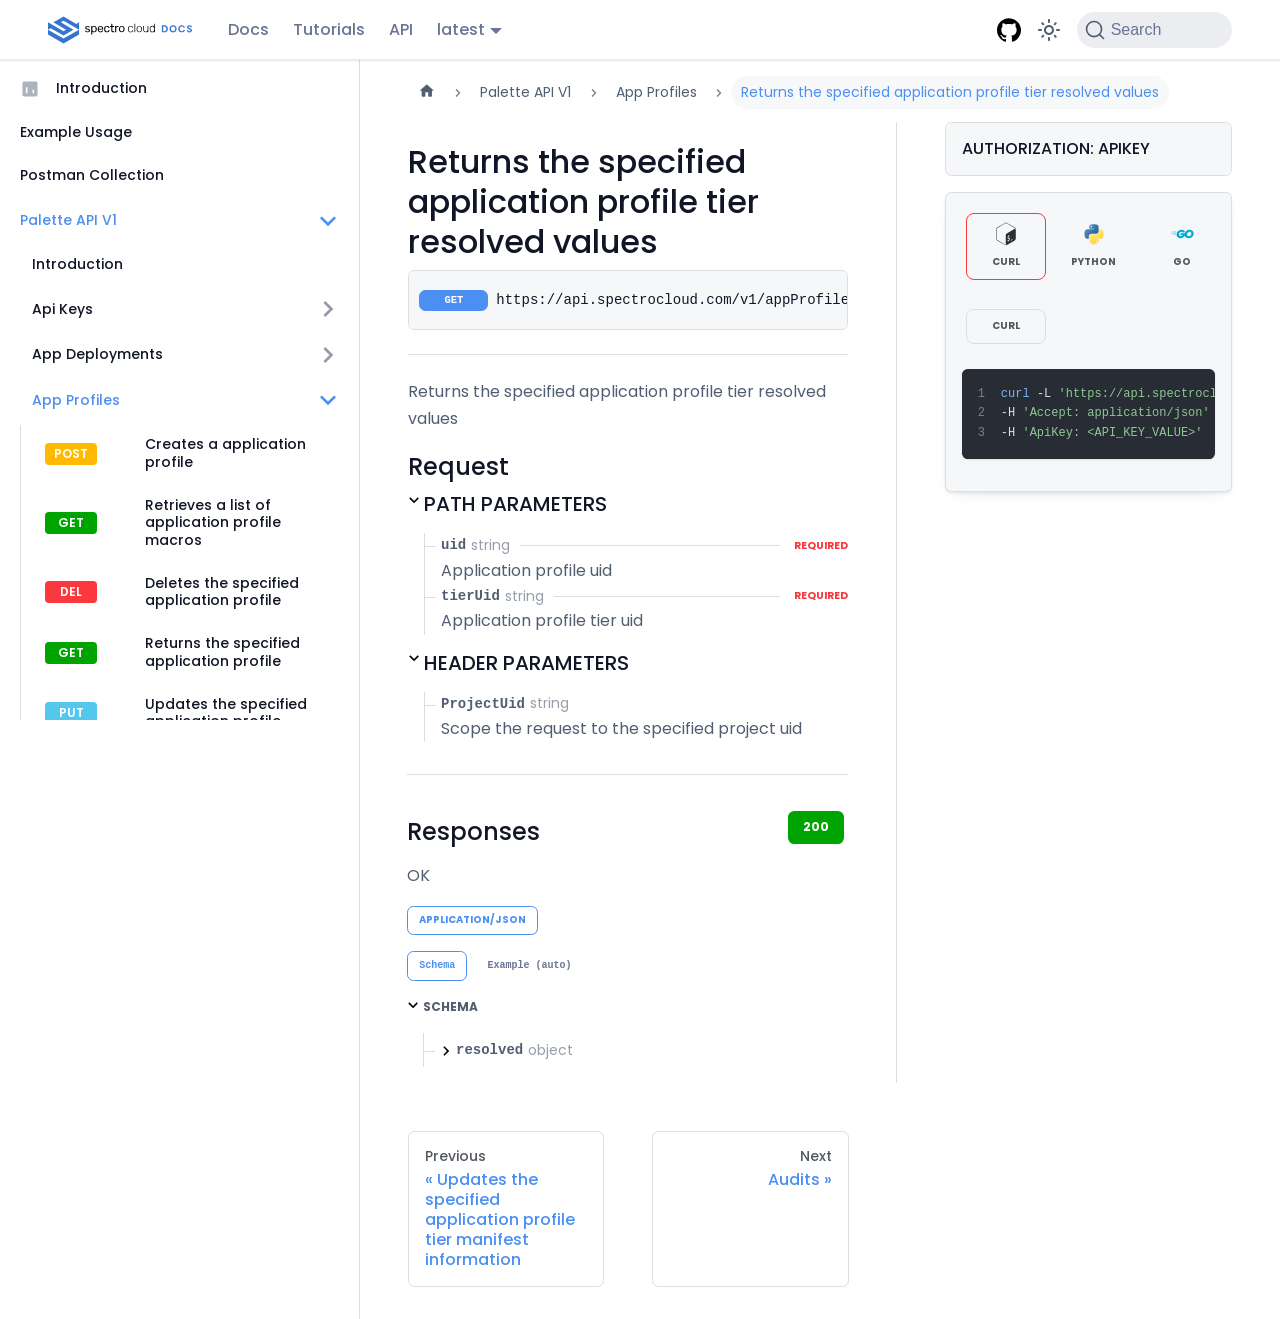 spectro cloud DOCS
Docs
Tutorials
API
latest
Search
Introduction
Example Usage
Postman Collection
Palette API V1
Introduction
Api Keys
App Deployments
App Profiles
POST
Creates a application
profile
GET
Retrieves a list of
application profile
macros
DEL
Deletes the specified
application profile
GET
Returns the specified
application profile
PUT
Updates the specified
application profile
Palette API V1
App Profiles
Returns the specified application profile tier resolved values
Returns the specified
application profile tier
resolved values
GET https://api.spectrocloud.com/v1/appProfile
Returns the specified application profile tier resolved
values
Request
PATH PARAMETERS
uid string REQUIRED
Application profile uid
tierUid string REQUIRED
Application profile tier uid
HEADER PARAMETERS
ProjectUid string
Scope the request to the specified project uid
Responses
200
OK
APPLICATION/JSON
Schema
Example (auto)
SCHEMA
resolved object
Previous
« Updates the
specified
application profile
tier manifest
information
Next
Audits »
AUTHORIZATION: APIKEY
CURL
PYTHON
GO
CURL
1 curl -L 'https://api.spectrocl
2 -H 'Accept: application/json'
3 -H 'ApiKey: <API_KEY_VALUE>'